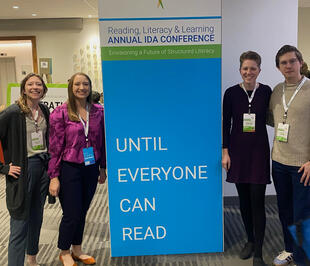 Reading, Literacy & Learning
ANNUAL IDA CONFERENCE
Envisioning a Future of Structured Literacy
UNTIL
EVERYONE
CAN
READ